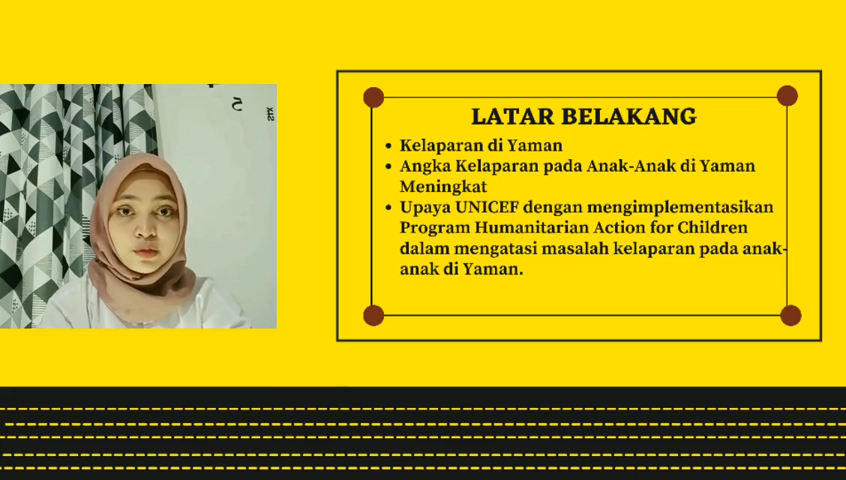 LATAR BELAKANG
Kelaparan di Yaman
Angka Kelaparan pada Anak-Anak di Yaman
Meningkat
Upaya UNICEF dengan mengimplementasikan
Program Humanitarian Action for Children
dalam mengatasi masalah kelaparan pada anak-
anak di Yaman.